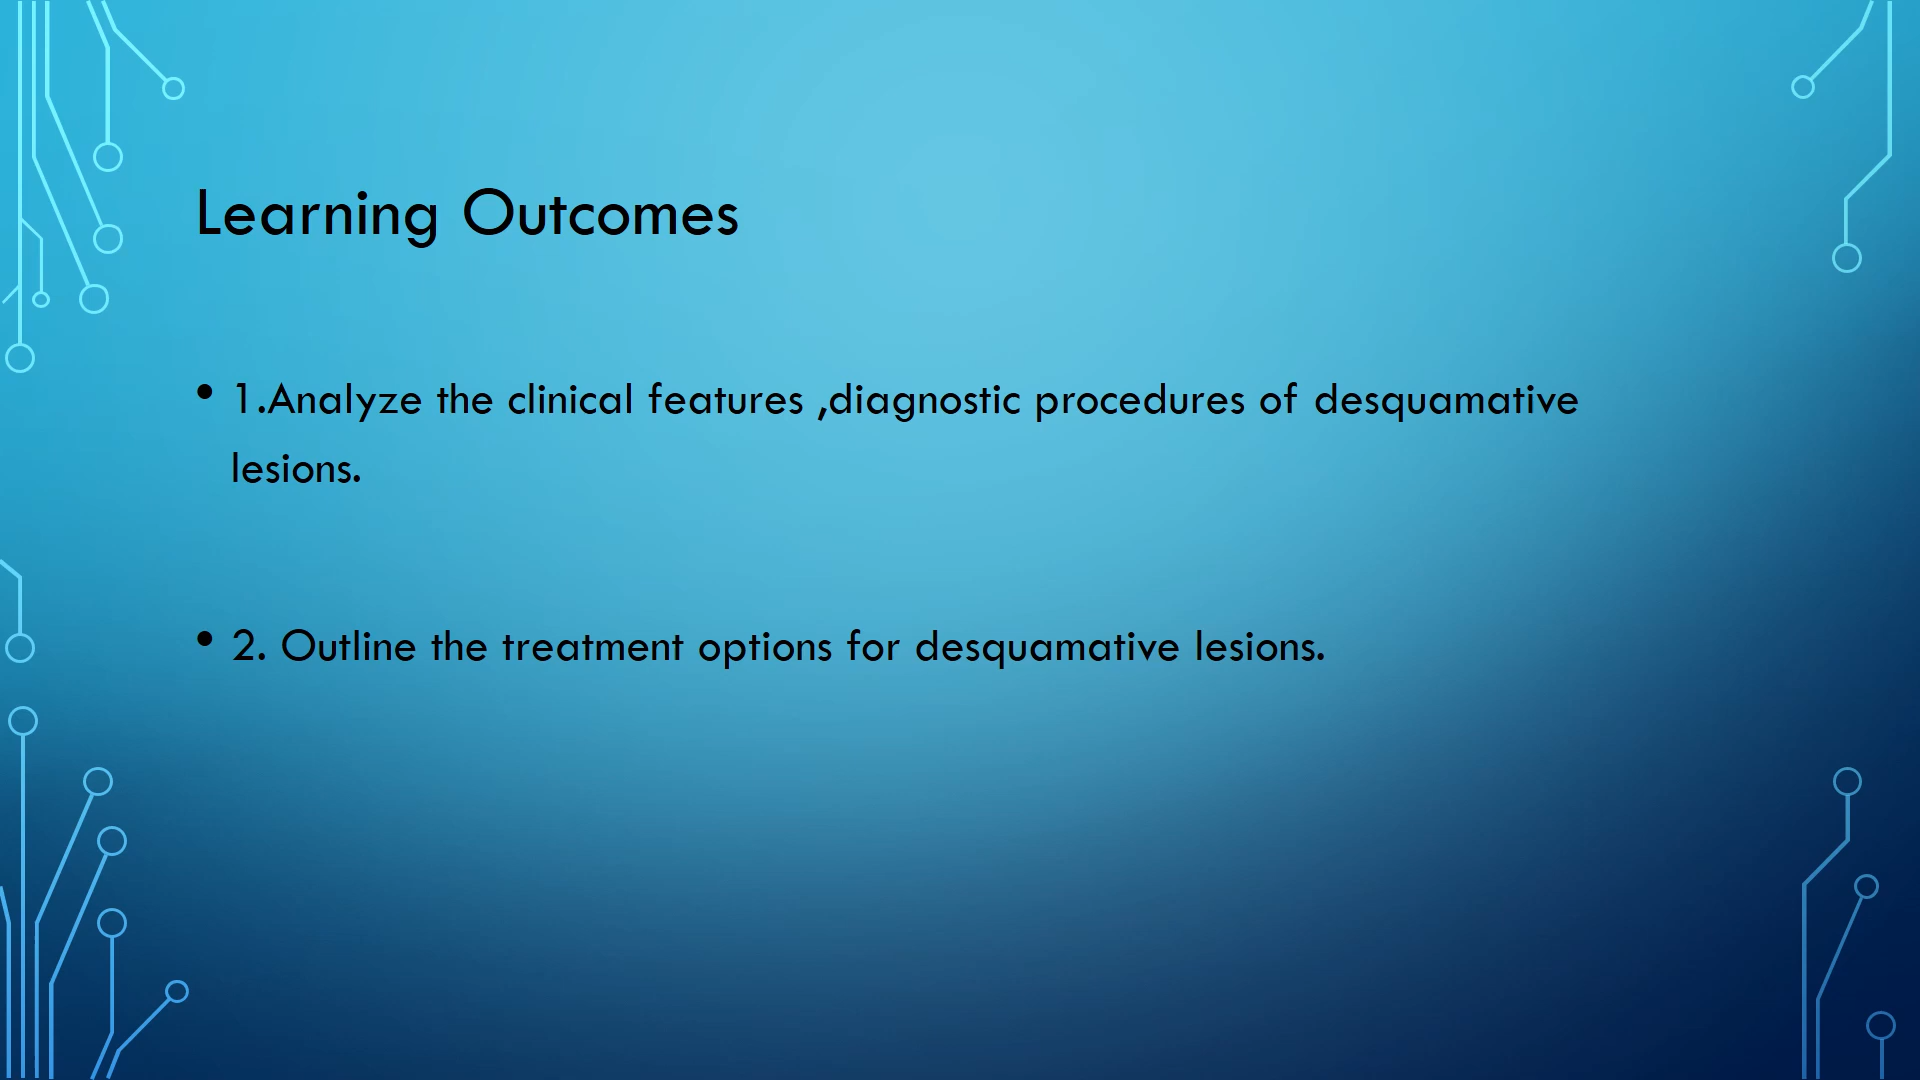 Learning Outcomes
• 1.Analyze the clinical features ,diagnostic procedures of desquamative
lesions.
• 2. Outline the treatment options for desquamative lesions.